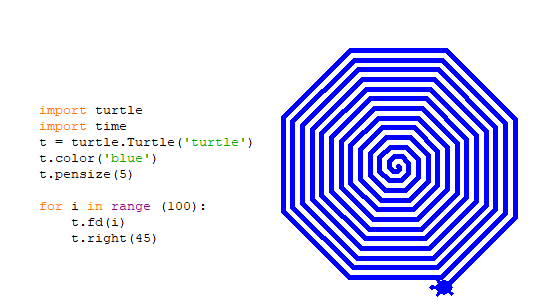 import turtle
import time
t = turtle.Turtle('turtle')
t.color('blue')
t.pensize(5)

for i in range (100):
    t.fd(i)
    t.right(45)